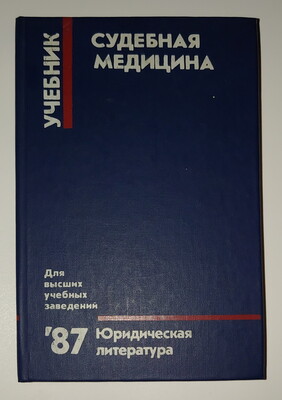 УЧЕБНИК
СУДЕБНАЯ
МЕДИЦИНА
Для
высших
учебных
заведений
'87
Юридическая
литература